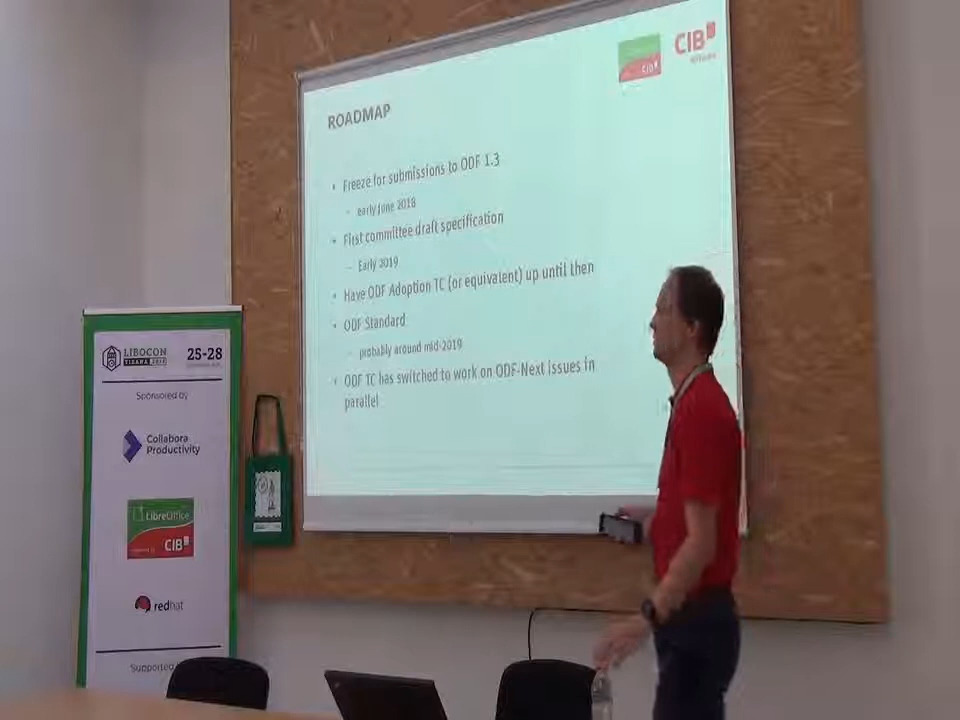 ROADMAP
Freeze for submissions to ODF 1.3
early June 2018
First committee draft specification
Early 2019
Have ODF Adoption TC (or equivalent) up until then
ODF Standard
probably around mid-2019
ODF TC has switched to work on ODF-Next issues in
parallel
CIB
CIB
LIBOCON
TIRANA 2018
25-28
Sponsored by
Collabora
Productivity
LibreOffice
CIB
redhat
Supported